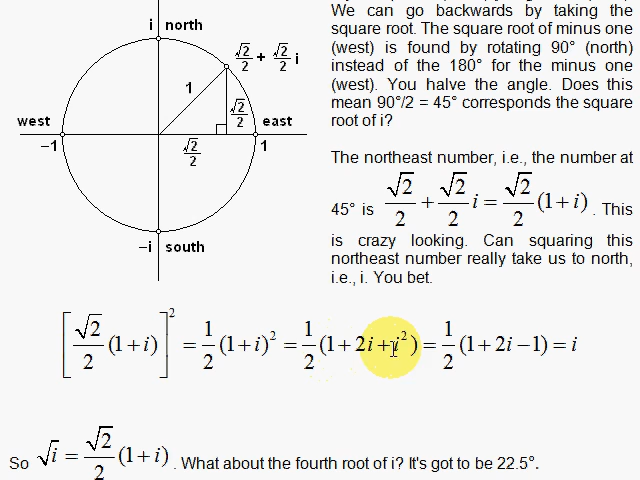 We can go backwards by taking the
square root. The square root of minus one
(west) is found by rotating 90° (north)
instead of the 180° for the minus one
(west). You halve the angle. Does this
mean 90°/2 = 45° corresponds the square
root of i?
The northeast number, i.e., the number at
45° is √2/2 + √2/2 i = √2/2 (1+i). This
is crazy looking. Can squaring this
northeast number really take us to north,
i.e., i. You bet.
i north
√2/2 + √2/2 i
1
√2/2
west
east
−1
√2/2
1
−i south
[√2/2 (1+i)]² = 1/2 (1+i)² = 1/2 (1+2i+i²) = 1/2 (1+2i−1) = i
So √i = √2/2 (1+i). What about the fourth root of i? It's got to be 22.5°.